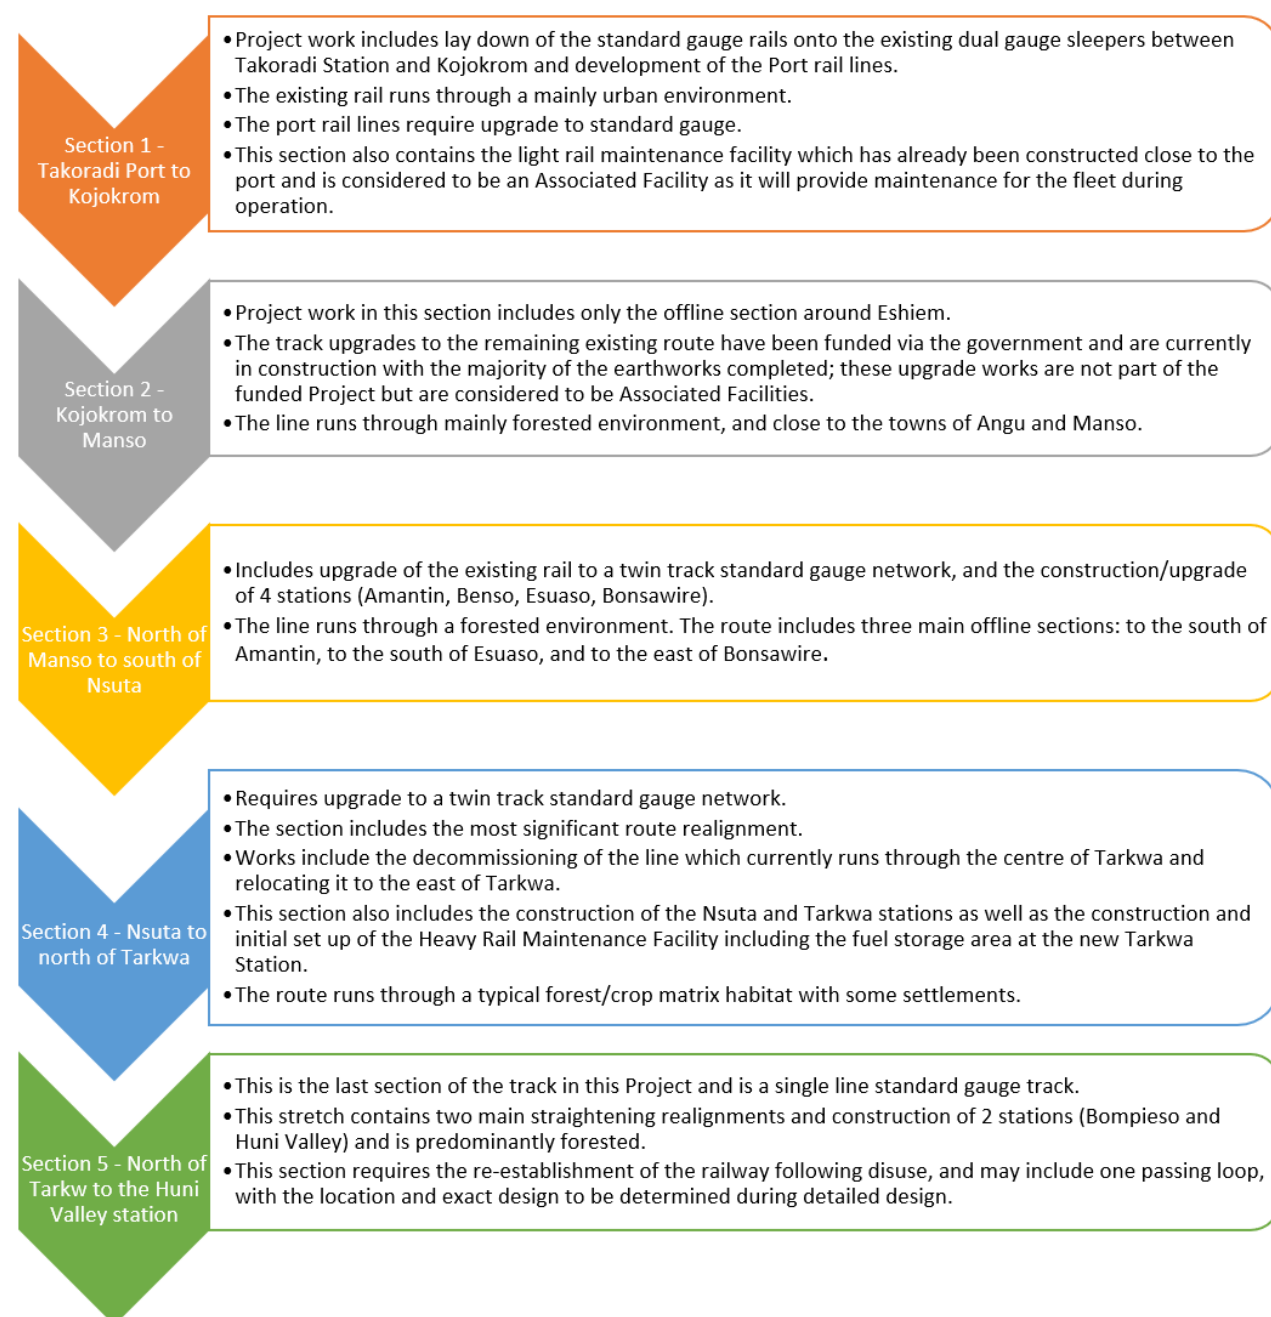 Section 1 -
Takoradi Port to
Kojokrom
•Project work includes lay down of the standard gauge rails onto the existing dual gauge sleepers between
Takoradi Station and Kojokrom and development of the Port rail lines.
•The existing rail runs through a mainly urban environment.
•The port rail lines require upgrade to standard gauge.
•This section also contains the light rail maintenance facility which has already been constructed close to the
port and is considered to be an Associated Facility as it will provide maintenance for the fleet during
operation.
Section 2 -
Kojokrom to
Manso
•Project work in this section includes only the offline section around Eshiem.
•The track upgrades to the remaining existing route have been funded via the government and are currently
in construction with the majority of the earthworks completed; these upgrade works are not part of the
funded Project but are considered to be Associated Facilities.
•The line runs through mainly forested environment, and close to the towns of Angu and Manso.
Section 3 - North of
Manso to south of
Nsuta
•Includes upgrade of the existing rail to a twin track standard gauge network, and the construction/upgrade
of 4 stations (Amantin, Benso, Esuaso, Bonsawire).
•The line runs through a forested environment. The route includes three main offline sections: to the south of
Amantin, to the south of Esuaso, and to the east of Bonsawire.
Section 4 - Nsuta to
north of Tarkwa
•Requires upgrade to a twin track standard gauge network.
•The section includes the most significant route realignment.
•Works include the decommissioning of the line which currently runs through the centre of Tarkwa and
relocating it to the east of Tarkwa.
•This section also includes the construction of the Nsuta and Tarkwa stations as well as the construction and
initial set up of the Heavy Rail Maintenance Facility including the fuel storage area at the new Tarkwa
Station.
•The route runs through a typical forest/crop matrix habitat with some settlements.
Section 5 - North of
Tarkw to the Huni
Valley station
•This is the last section of the track in this Project and is a single line standard gauge track.
•This stretch contains two main straightening realignments and construction of 2 stations (Bompieso and
Huni Valley) and is predominantly forested.
•This section requires the re-establishment of the railway following disuse, and may include one passing loop,
with the location and exact design to be determined during detailed design.